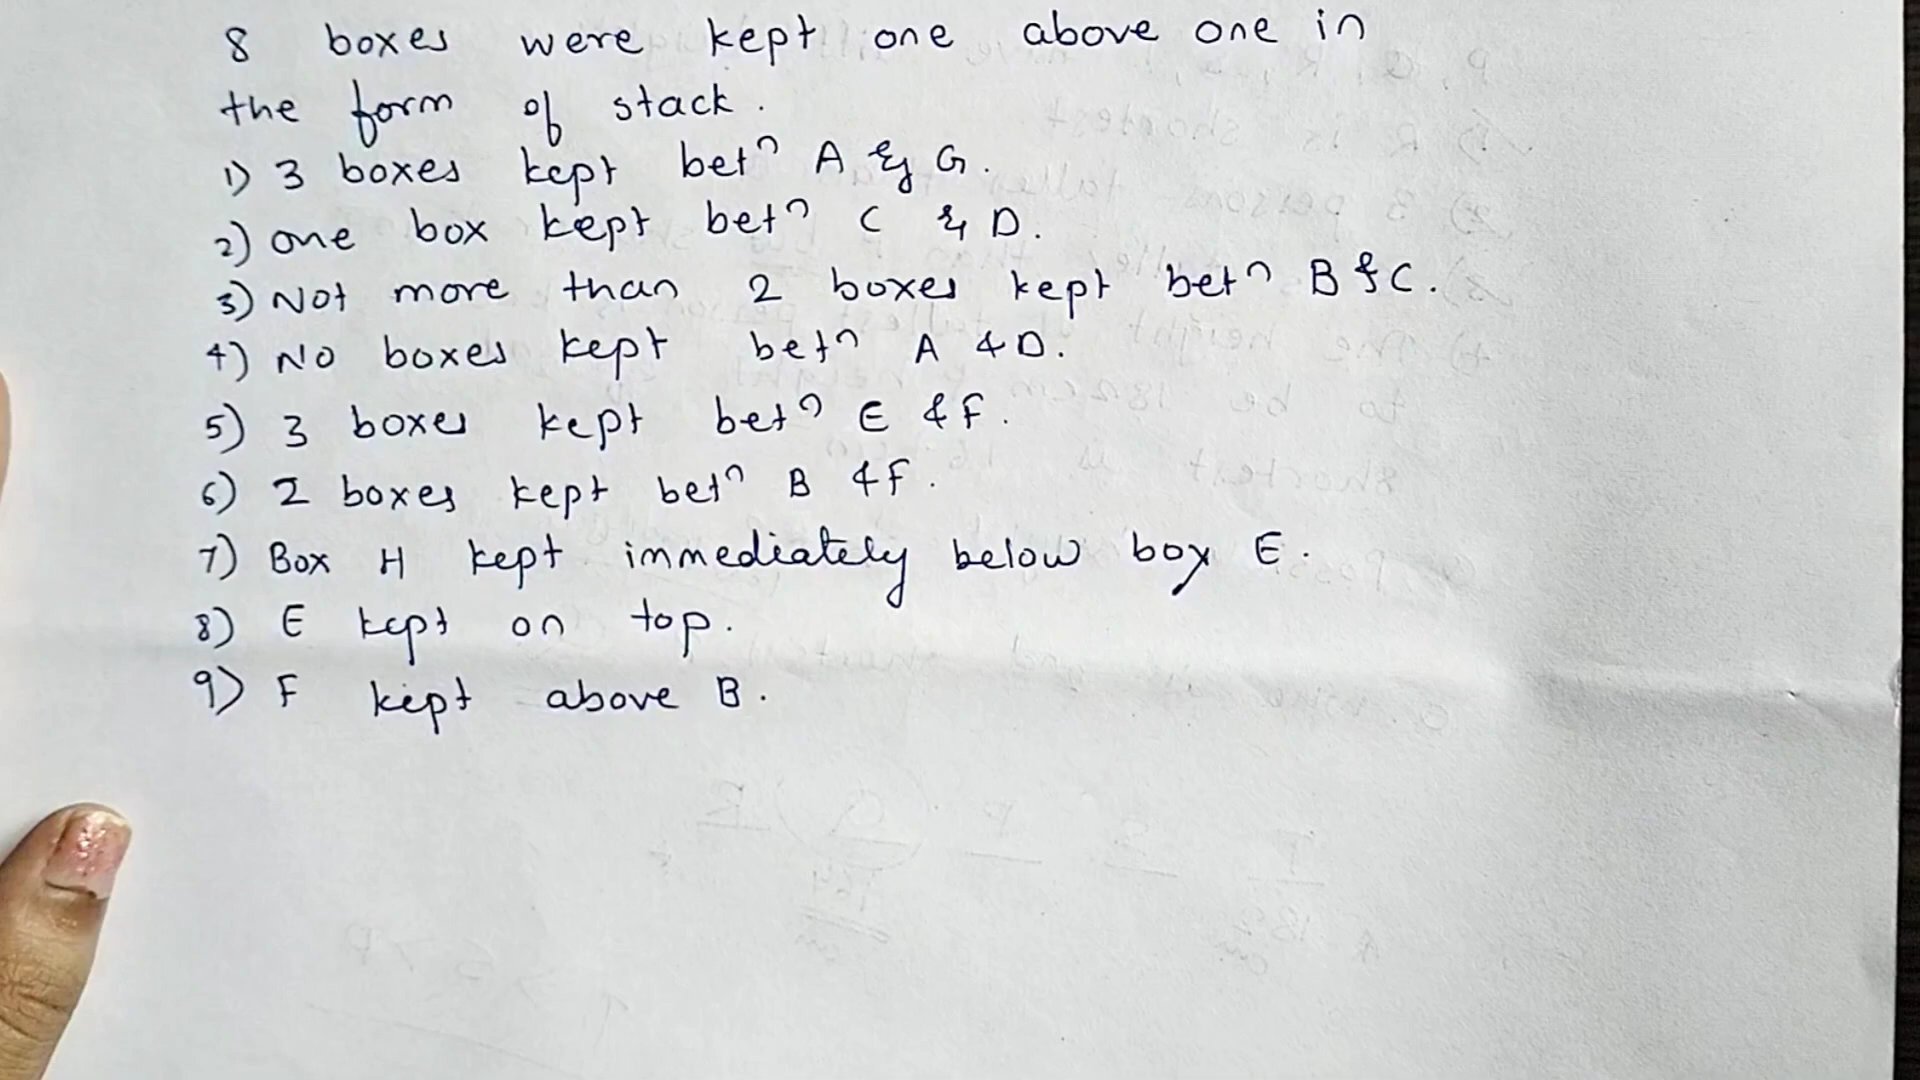 8 boxes were kept one above one in
the form of stack.
1) 3 boxes kept betn A & G.
2) one box kept betn C & D.
3) Not more than 2 boxes kept betn B & C.
4) No boxes kept betn A & D.
5) 3 boxes kept betn E & F.
6) 2 boxes kept betn B & F.
7) Box H kept immediately below box E.
8) E kept on top.
9) F kept above B.